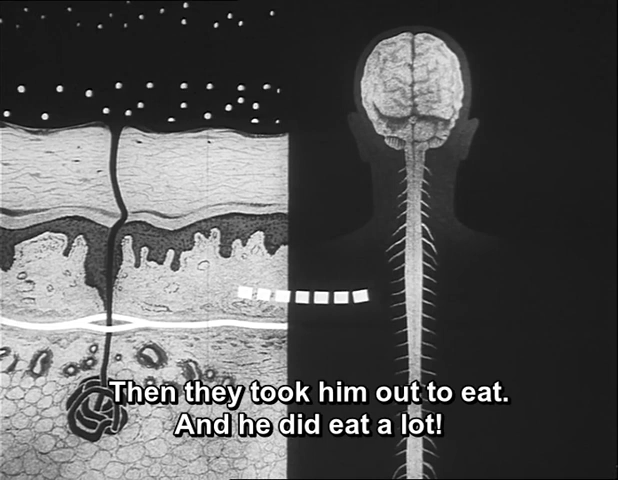 Then they took him out to eat.
And he did eat a lot!